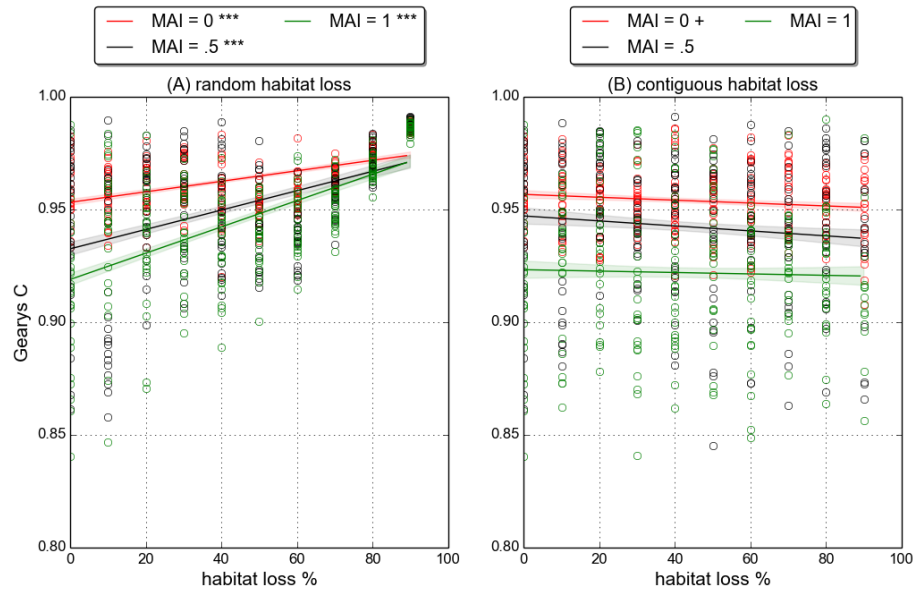 MAI = 0 *** MAI = 1 ***
MAI = .5 ***
MAI = 0 + MAI = 1
MAI = .5
(A) random habitat loss
(B) contiguous habitat loss
Gearys C
1.00
0.95
0.90
0.85
0.80
0 20 40 60 80 100
habitat loss %
1.00
0.95
0.90
0.85
0.80
0 20 40 60 80 100
habitat loss %